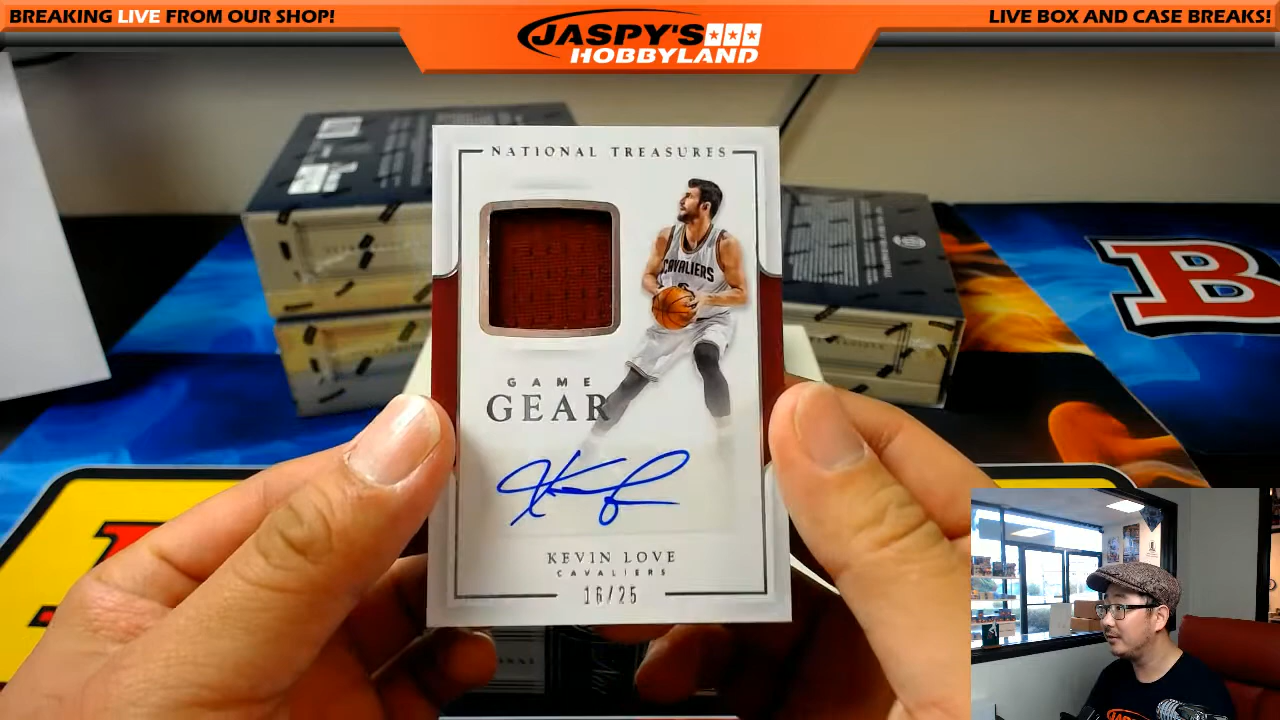 BREAKING LIVE FROM OUR SHOP!
JASPY'S
HOBBYLAND
LIVE BOX AND CASE BREAKS!
NATIONAL TREASURES
CAVALIERS
GAME
GEAR
KEVIN LOVE
CAVALIERS
16/25
B
JASPY'S